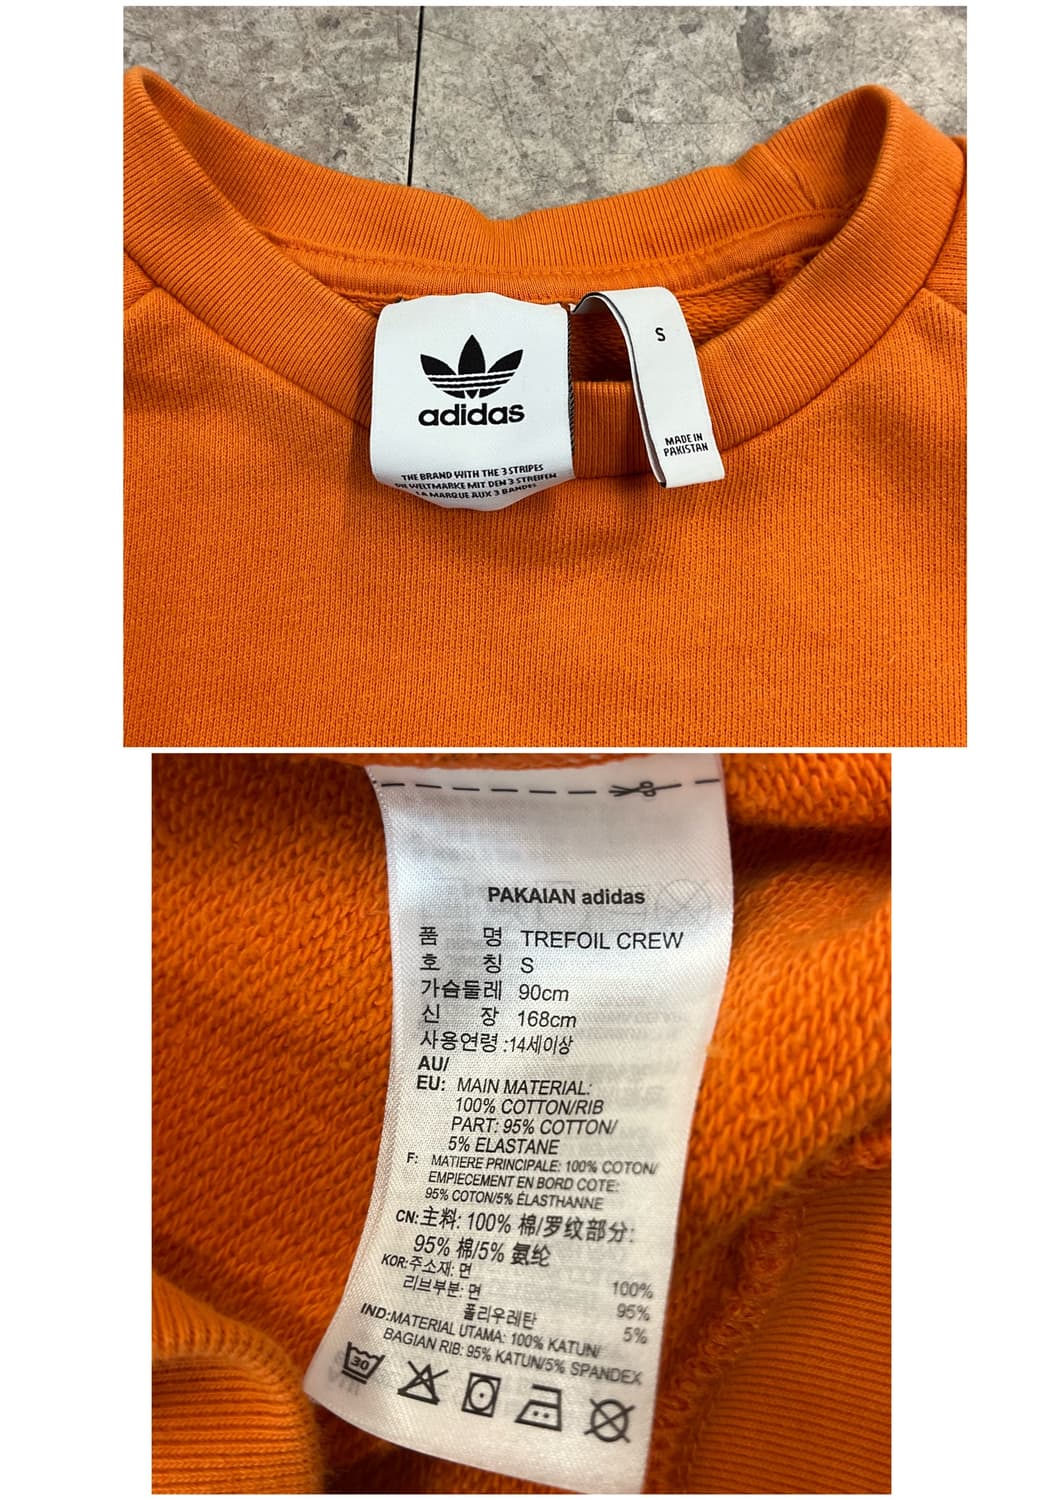 adidas
THE BRAND WITH THE 3 STRIPES
DIE WELTMARKE MIT DEN 3 STREIFEN
LA MARQUE AUX 3 BANDES
S
MADE IN
PAKISTAN
PAKAIAN adidas
품 명 TREFOIL CREW
호 칭 S
가슴둘레 90cm
신 장 168cm
사용연령 :14세이상
AU/
EU: MAIN MATERIAL:
100% COTTON/RIB
PART: 95% COTTON/
5% ELASTANE
F: MATIERE PRINCIPALE: 100% COTON/
EMPIECEMENT EN BORD COTE:
95% COTON/5% ÉLASTHANNE
CN:主料: 100% 棉/罗纹部分:
95% 棉/5% 氨纶
KOR:주소재: 면 100%
리브부분: 면 95%
폴리우레탄 5%
IND:MATERIAL UTAMA: 100% KATUN/
BAGIAN RIB: 95% KATUN/5% SPANDEX
30